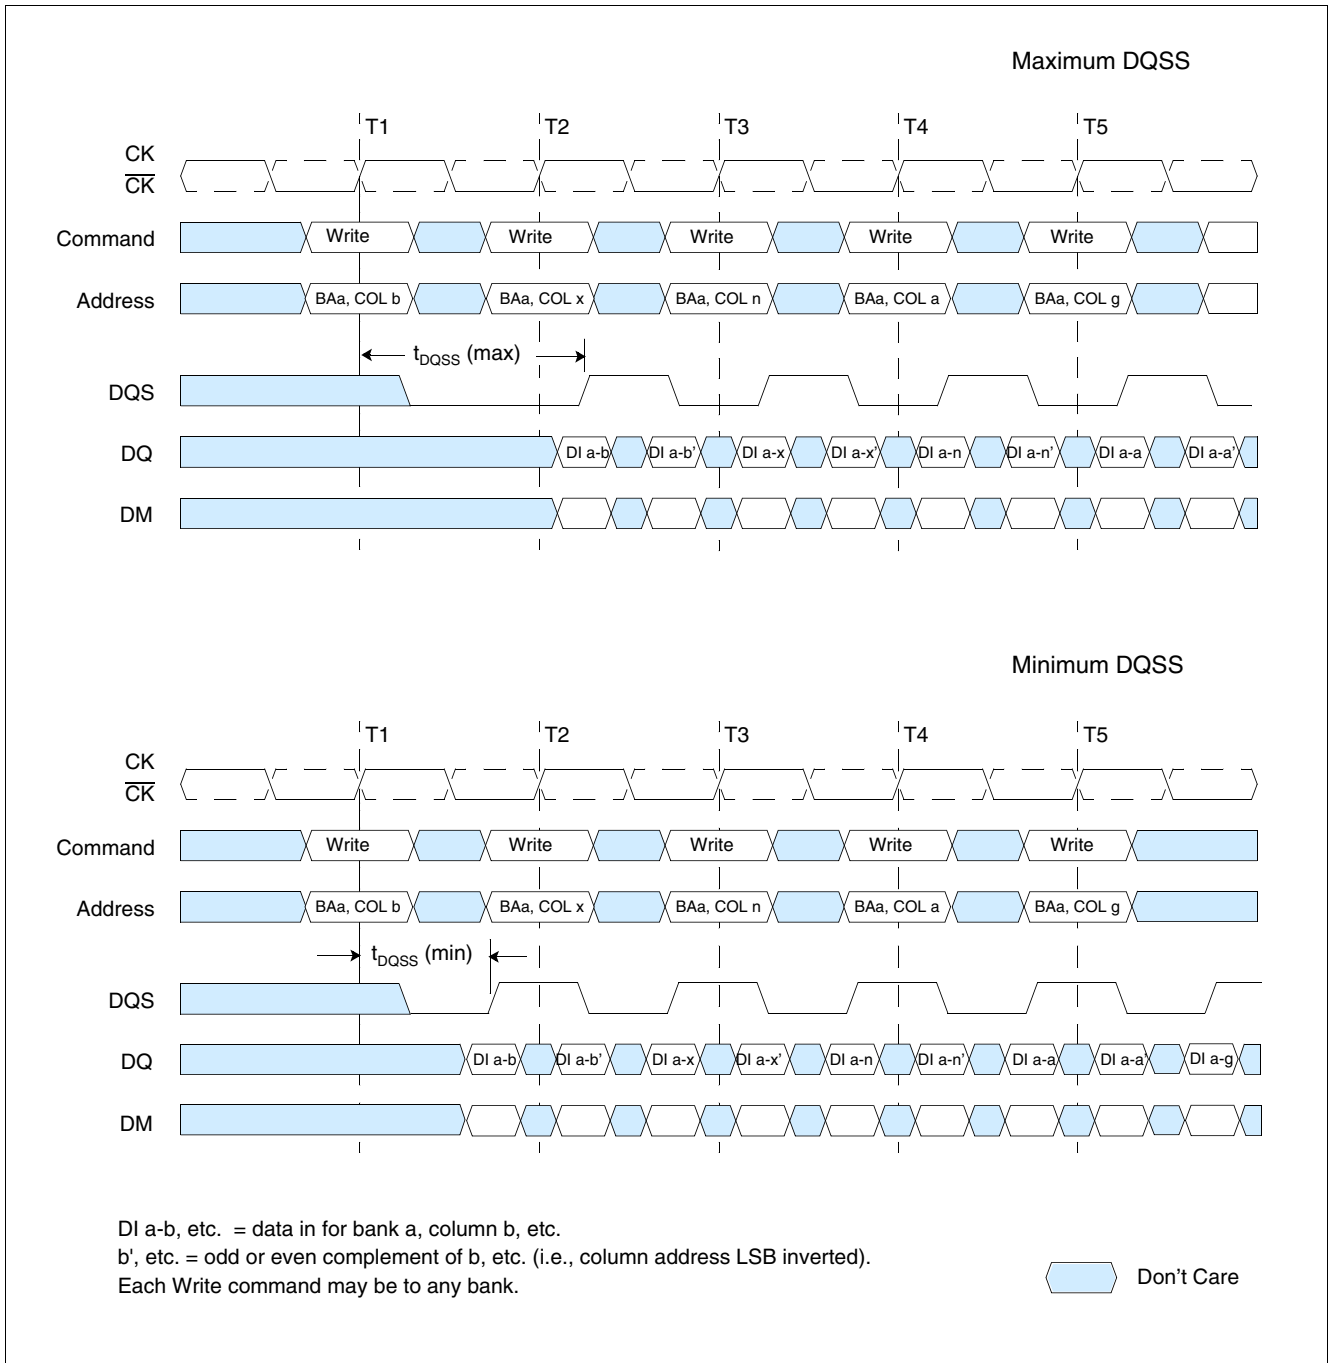 Maximum DQSS
T1 T2 T3 T4 T5
CK
CK
Command Write Write Write Write Write
Address BAa, COL b BAa, COL x BAa, COL n BAa, COL a BAa, COL g
tDQSS (max)
DQS
DQ DI a-b DI a-b' DI a-x DI a-x' DI a-n DI a-n' DI a-a DI a-a'
DM
Minimum DQSS
T1 T2 T3 T4 T5
CK
CK
Command Write Write Write Write Write
Address BAa, COL b BAa, COL x BAa, COL n BAa, COL a BAa, COL g
tDQSS (min)
DQS
DQ DI a-b DI a-b' DI a-x DI a-x' DI a-n DI a-n' DI a-a DI a-a' DI a-g
DM
DI a-b, etc. = data in for bank a, column b, etc.
b', etc. = odd or even complement of b, etc. (i.e., column address LSB inverted).
Each Write command may be to any bank.
Don't Care